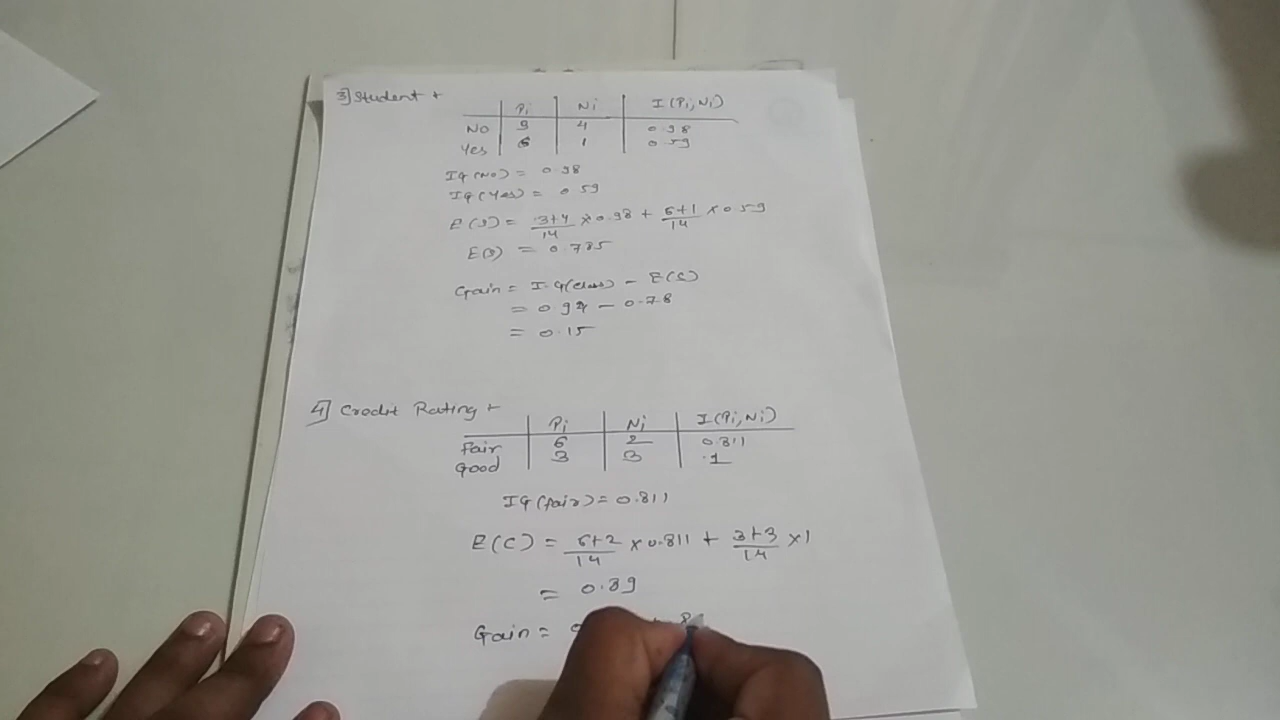 3] Student +
Pi Ni I(Pi, Ni)
NO 3 4 0.98
Yes 6 1 0.59
IG(NO) = 0.98
IG(Yes) = 0.59
E(S) = 3+4/14 × 0.98 + 6+1/14 × 0.59
E(S) = 0.785
Gain = I.G(class) - E(S)
= 0.94 - 0.78
= 0.15
4] Credit Rating +
Pi Ni I(Pi, Ni)
Fair 6 2 0.811
Good 3 3 .1
IG(fair) = 0.811
E(C) = 6+2/14 × 0.811 + 3+3/14 × 1
= 0.89
Gain =